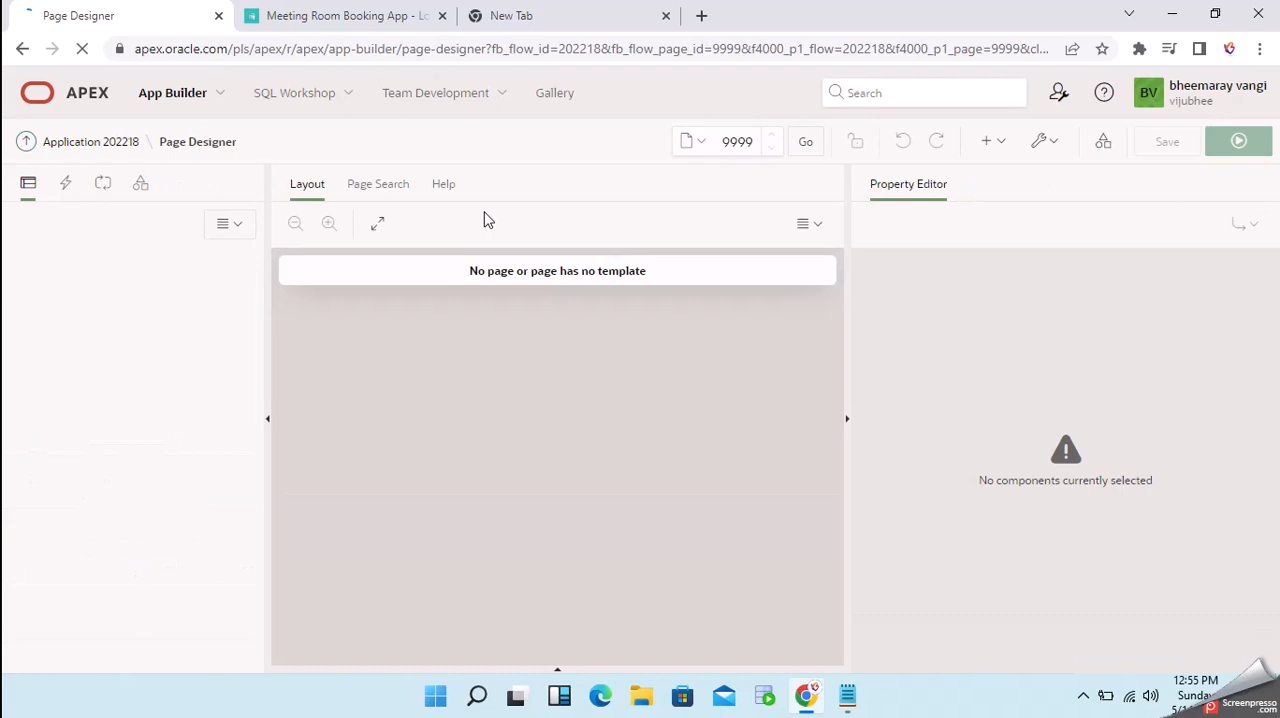 Page Designer
Meeting Room Booking App - Lo
New Tab
apex.oracle.com/pls/apex/r/apex/app-builder/page-designer?fb_flow_id=202218&fb_flow_page_id=9999&f4000_p1_flow=202218&f4000_p1_page=9999&cl...
APEX
App Builder
SQL Workshop
Team Development
Gallery
Search
BV
bheemaray vangi
vijubhee
Application 202218 / Page Designer
9999
Go
Save
Layout
Page Search
Help
Property Editor
No page or page has no template
No components currently selected
12:55 PM
Sunday
Screenpresso
.com